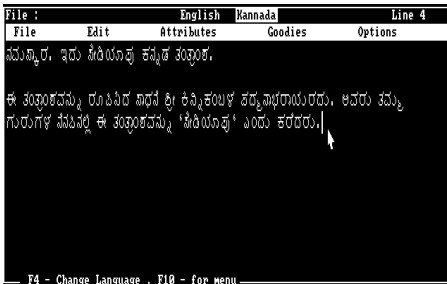 File : English Kannada Line 4
File Edit Attributes Goodies Options
ನಮಸ್ಕಾರ. ಇದು ಸೇಡಿಯಾಪು ಕನ್ನಡ ತಂತ್ರಾಂಶ.
ಈ ತಂತ್ರಾಂಶವನ್ನು ರೂಪಿಸಿದ ಸಾಧನೆ ಶ್ರೀ ಕಿನ್ನಿಕಂಬಳ ಪದ್ಮನಾಭರಾಯರದು. ಅವರು ತಮ್ಮ
ಗುರುಗಳ ನೆನಪಿನಲ್ಲಿ ಈ ತಂತ್ರಾಂಶವನ್ನು 'ಸೇಡಿಯಾಪು' ಎಂದು ಕರೆದರು.
F4 - Change Language , F10 - for menu